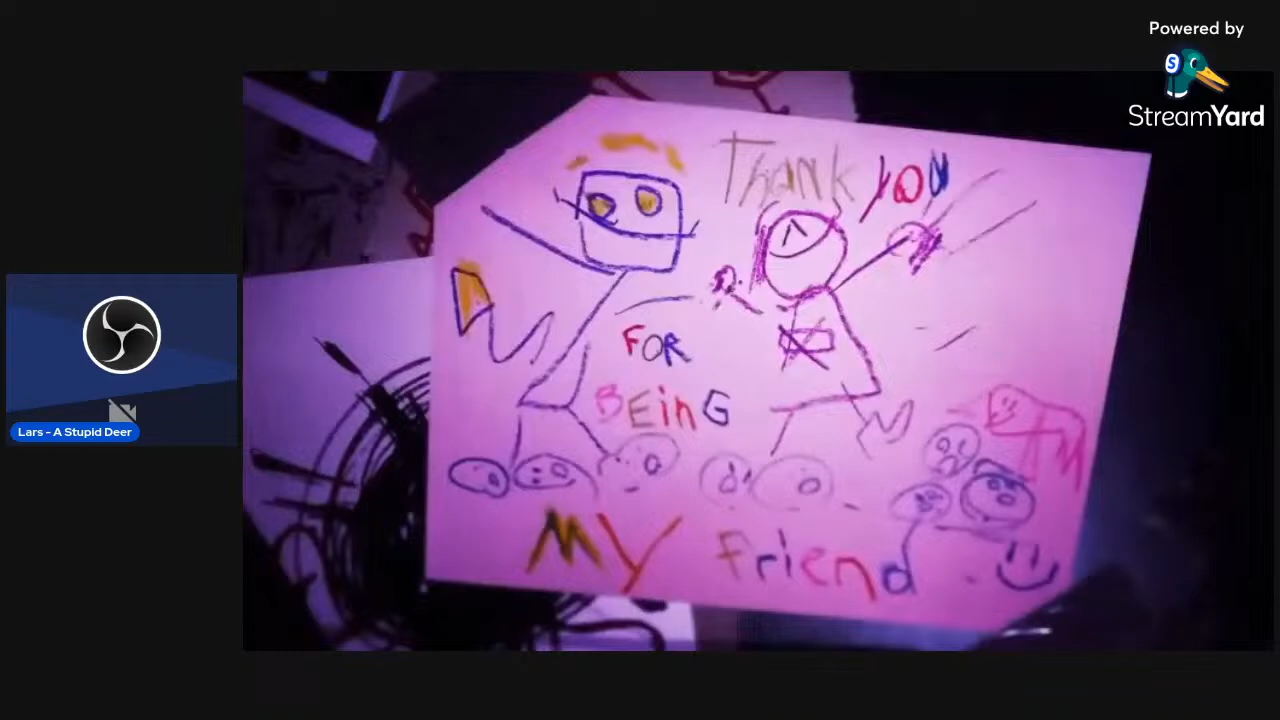 Powered by
StreamYard
ThanK YOU
FOR
BEinG
MY friend
Lars - A Stupid Deer